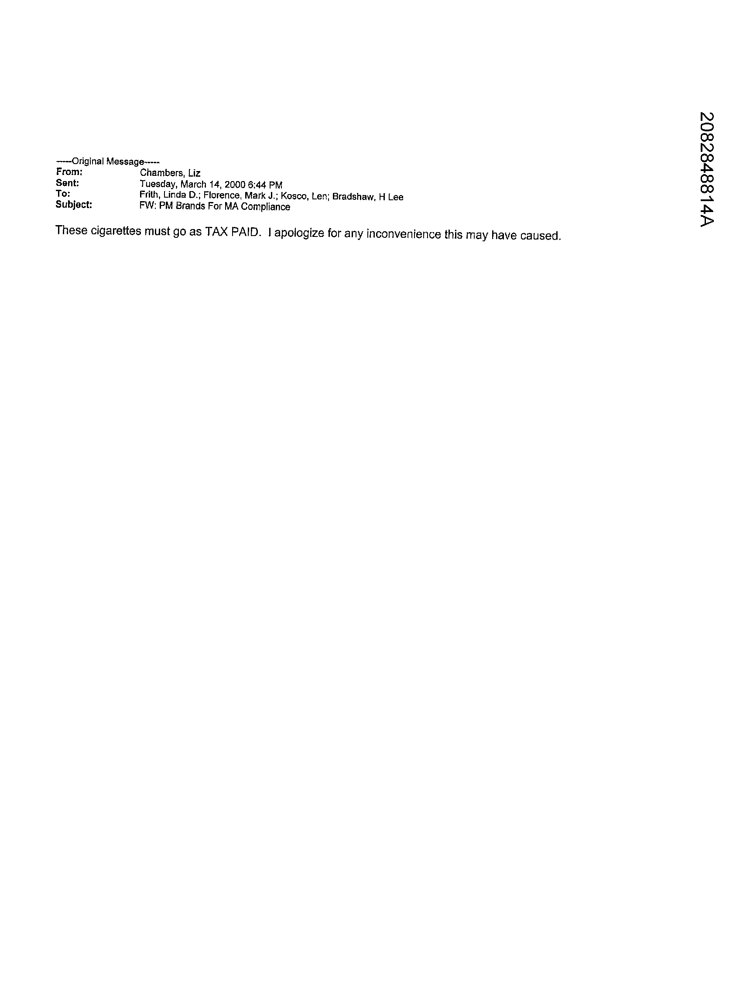 -----Original Message-----
From: Chambers, Liz
Sent: Tuesday, March 14, 2000 6:44 PM
To: Frith, Linda D.; Florence, Mark J.; Kosco, Len; Bradshaw, H Lee
Subject: FW: PM Brands For MA Compliance
These cigarettes must go as TAX PAID. I apologize for any inconvenience this may have caused.
2082848814A